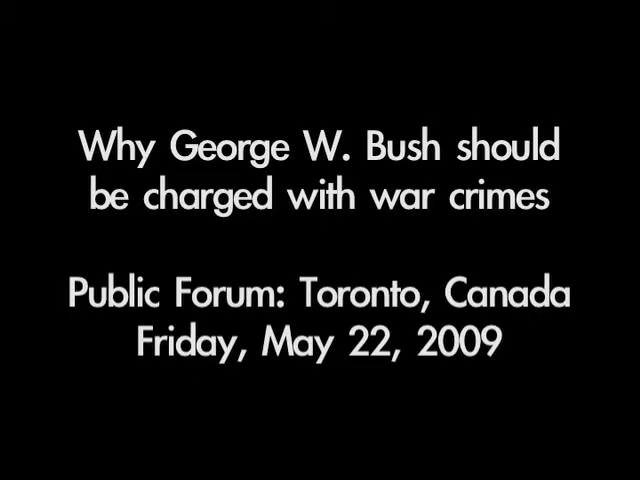 Why George W. Bush should
be charged with war crimes
Public Forum: Toronto, Canada
Friday, May 22, 2009